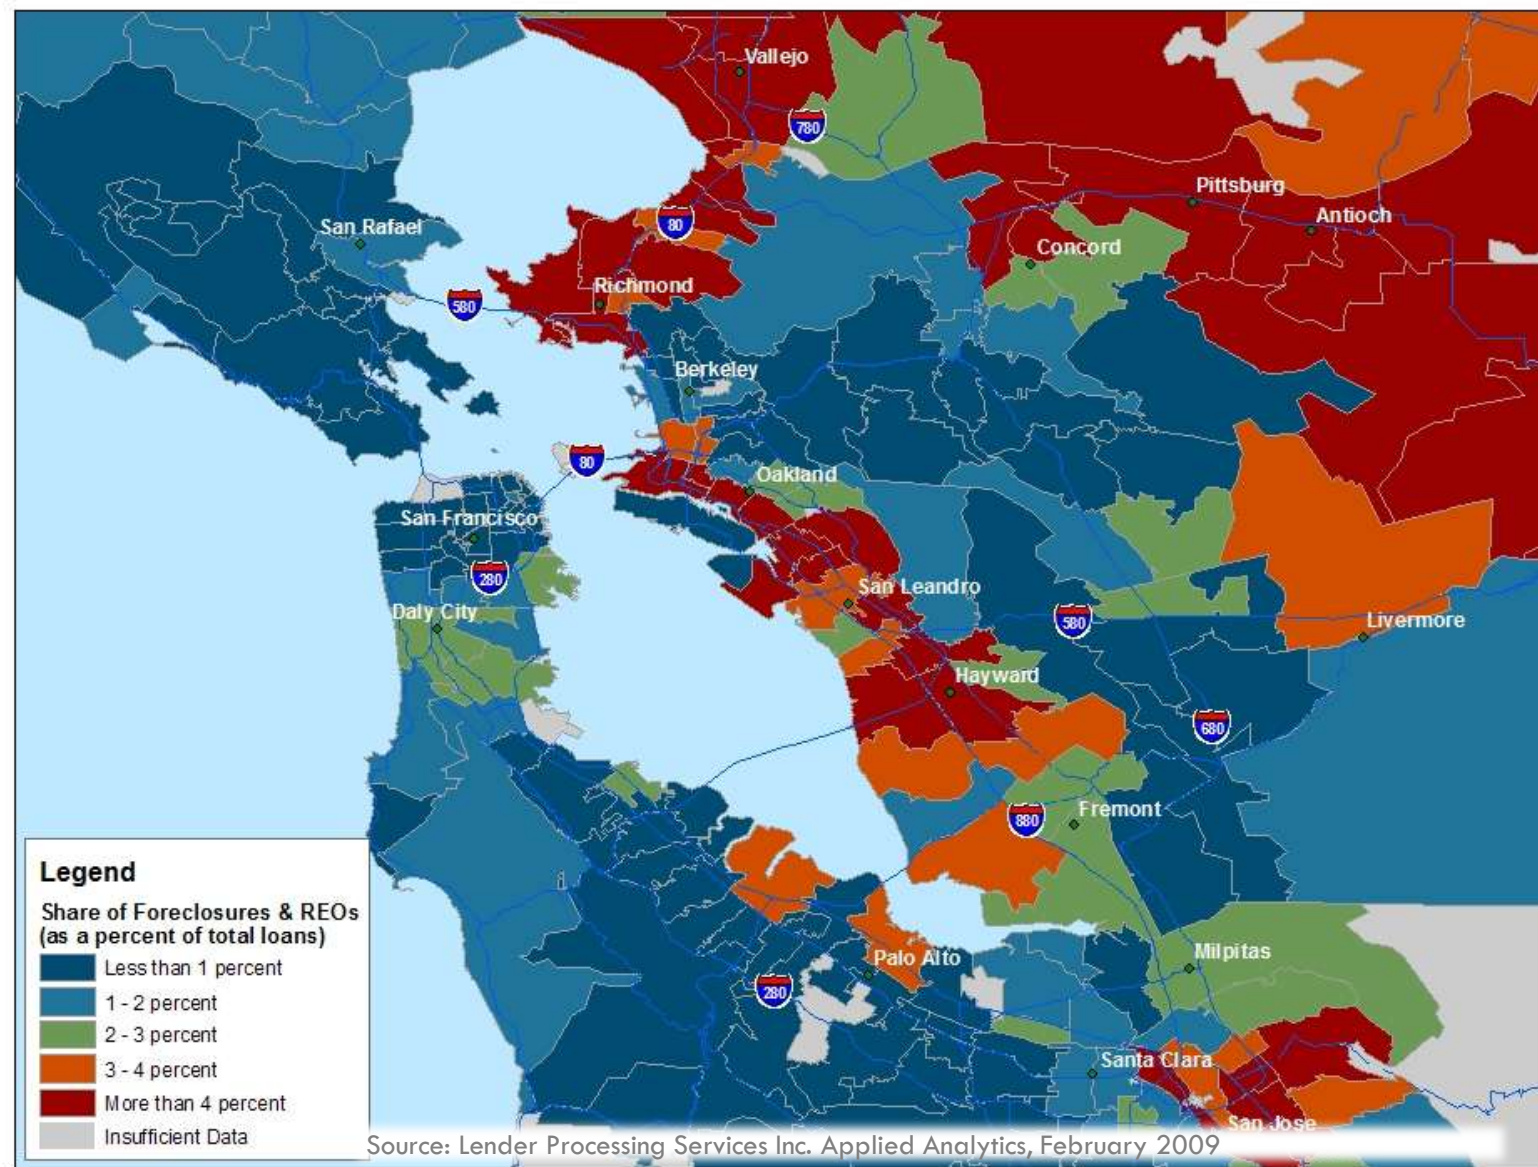 Vallejo
780
Pittsburg
Antioch
80
San Rafael
Concord
Richmond
580
Berkeley
80
Oakland
San Francisco
280
San Leandro
Daly City
580
Livermore
Hayward
680
Fremont
880
Milpitas
Palo Alto
280
Santa Clara
San Jose
Legend
Share of Foreclosures & REOs
(as a percent of total loans)
Less than 1 percent
1 - 2 percent
2 - 3 percent
3 - 4 percent
More than 4 percent
Insufficient Data
Source: Lender Processing Services Inc. Applied Analytics, February 2009